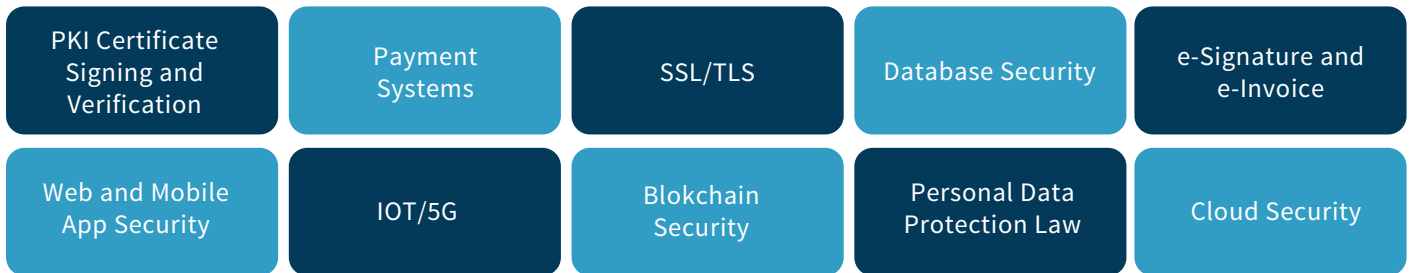 PKI Certificate
Signing and
Verification
Payment
Systems
SSL/TLS
Database Security
e-Signature and
e-Invoice
Web and Mobile
App Security
IOT/5G
Blokchain
Security
Personal Data
Protection Law
Cloud Security